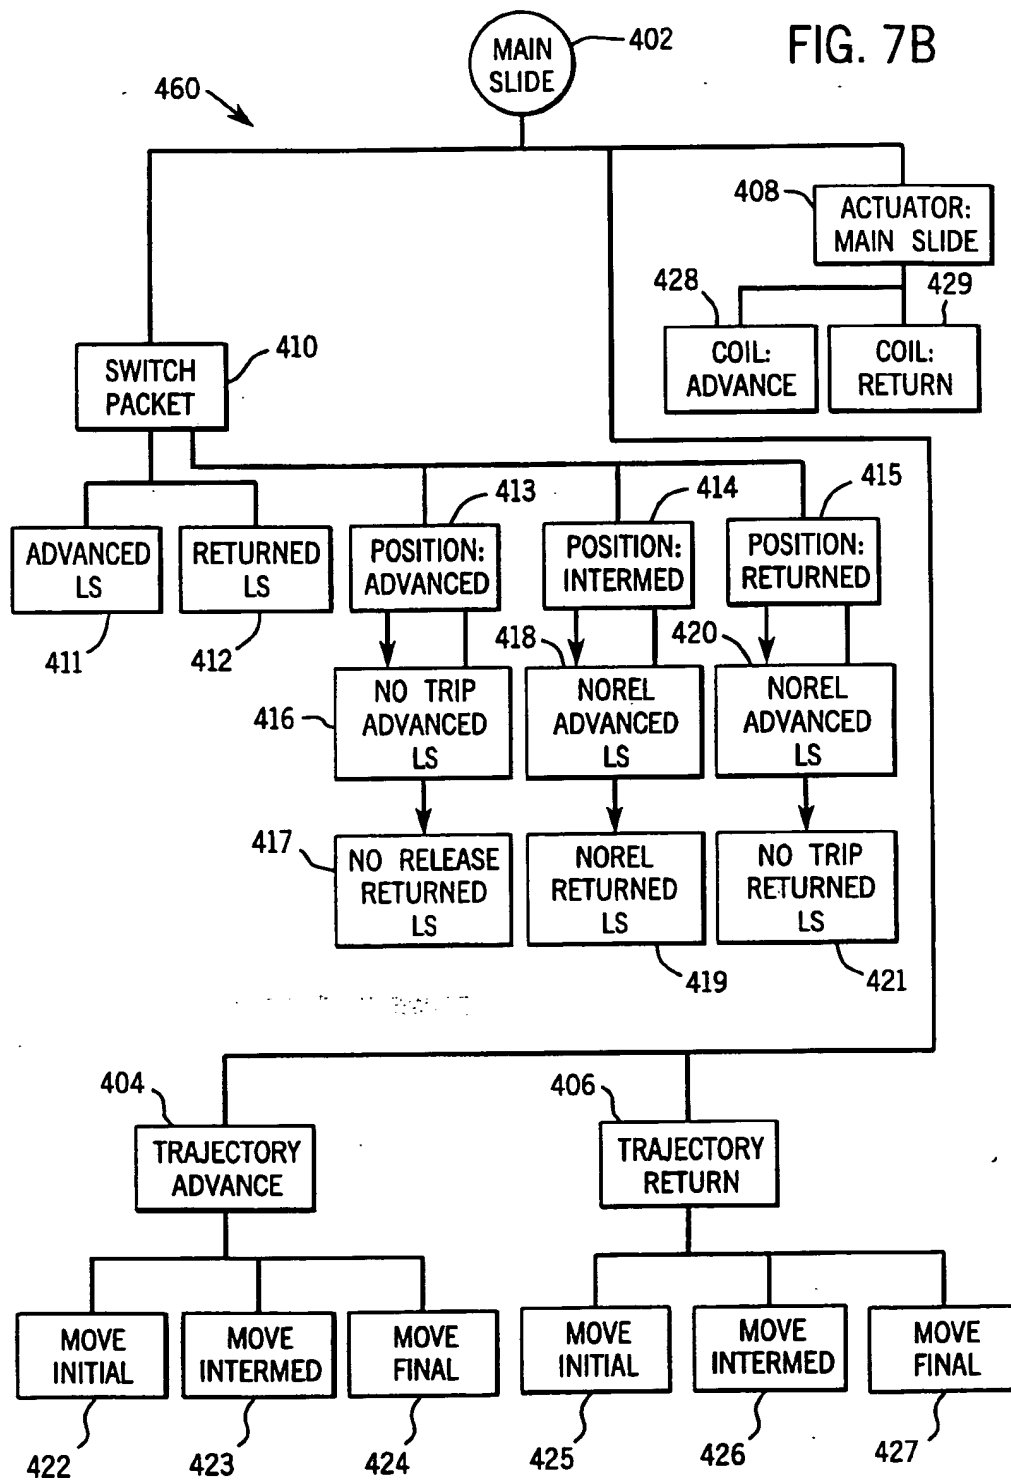 FIG. 7B
MAIN
SLIDE
402
460
408
ACTUATOR:
MAIN SLIDE
428
429
COIL:
ADVANCE
COIL:
RETURN
SWITCH
PACKET
410
413
414
415
ADVANCED
LS
RETURNED
LS
POSITION:
ADVANCED
POSITION:
INTERMED
POSITION:
RETURNED
411
412
418
420
416
NO TRIP
ADVANCED
LS
NOREL
ADVANCED
LS
NOREL
ADVANCED
LS
417
NO RELEASE
RETURNED
LS
NOREL
RETURNED
LS
NO TRIP
RETURNED
LS
419
421
404
406
TRAJECTORY
ADVANCE
TRAJECTORY
RETURN
MOVE
INITIAL
MOVE
INTERMED
MOVE
FINAL
MOVE
INITIAL
MOVE
INTERMED
MOVE
FINAL
422
423
424
425
426
427